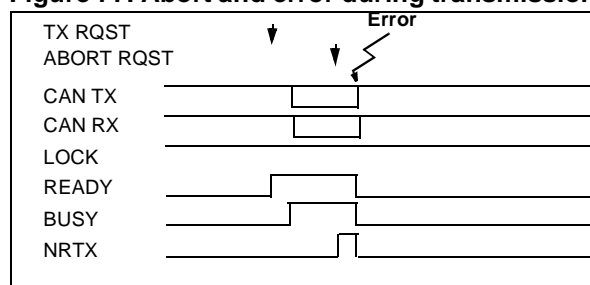 Figure Abort and error during transmission
Error
TX RQST
ABORT RQST
CAN TX
CAN RX
LOCK
READY
BUSY
NRTX